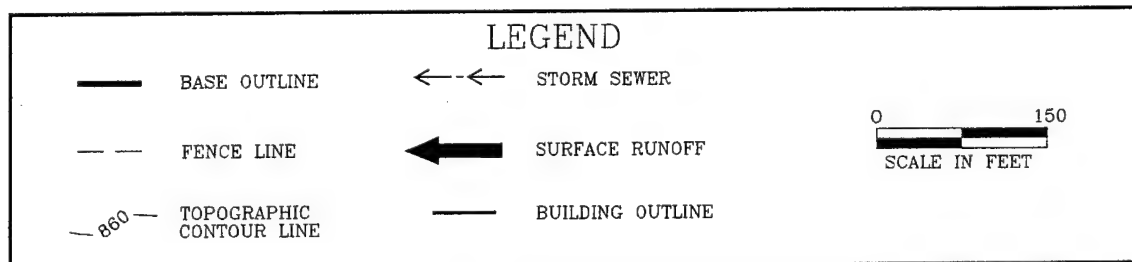 LEGEND
BASE OUTLINE
STORM SEWER
0 150
FENCE LINE
SURFACE RUNOFF
SCALE IN FEET
860
TOPOGRAPHIC
CONTOUR LINE
BUILDING OUTLINE